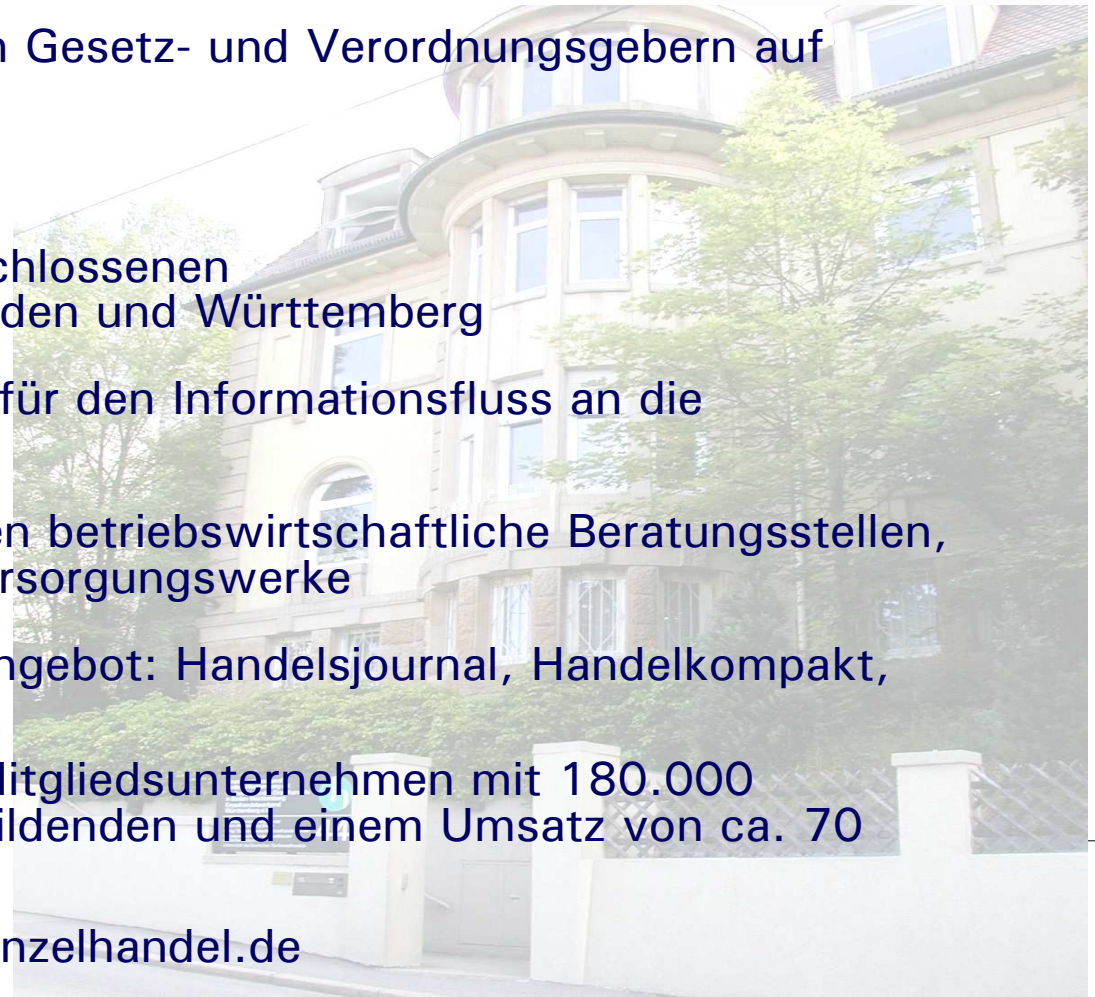 Gesetz- und Verordnungsgebern auf
chlossenen
den und Württemberg
für den Informationsfluss an die
en betriebswirtschaftliche Beratungsstellen,
rsorgungswerke
ngebot: Handelsjournal, Handelkompakt,
Mitgliedsunternehmen mit 180.000
ildenden und einem Umsatz von ca. 70
nzelhandel.de